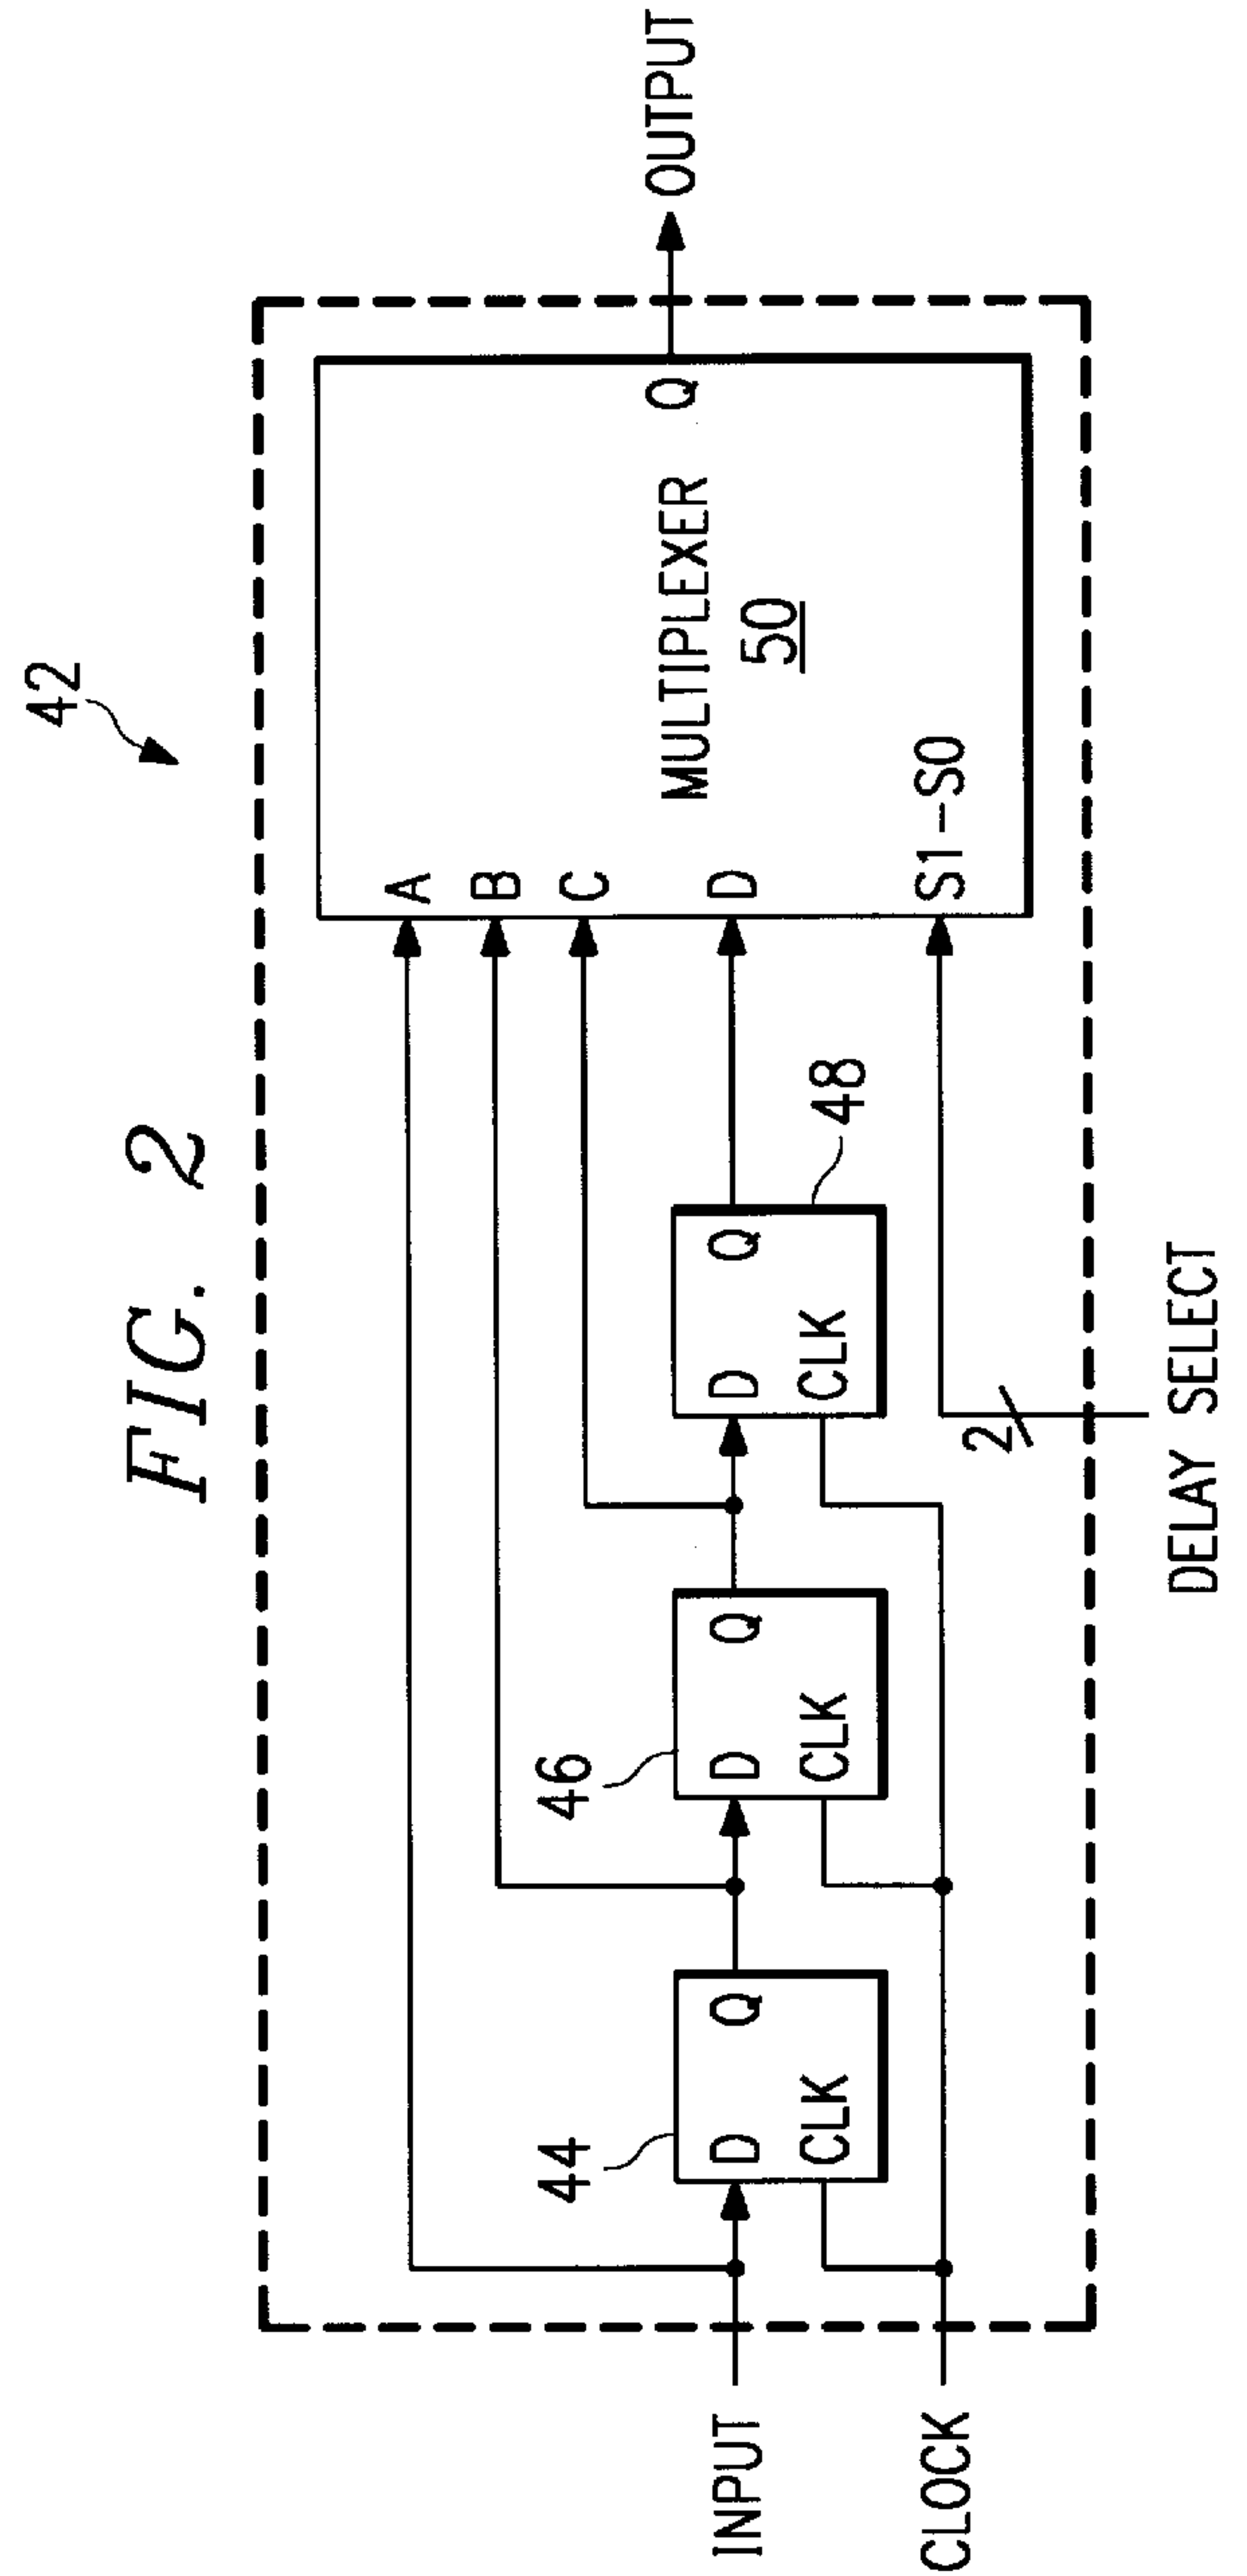 FIG. 2
42
A
B
C
D
S1-S0
MULTIPLEXER
50
Q
OUTPUT
44
D
Q
CLK
46
D
Q
CLK
48
D
Q
CLK
INPUT
CLOCK
2
DELAY SELECT